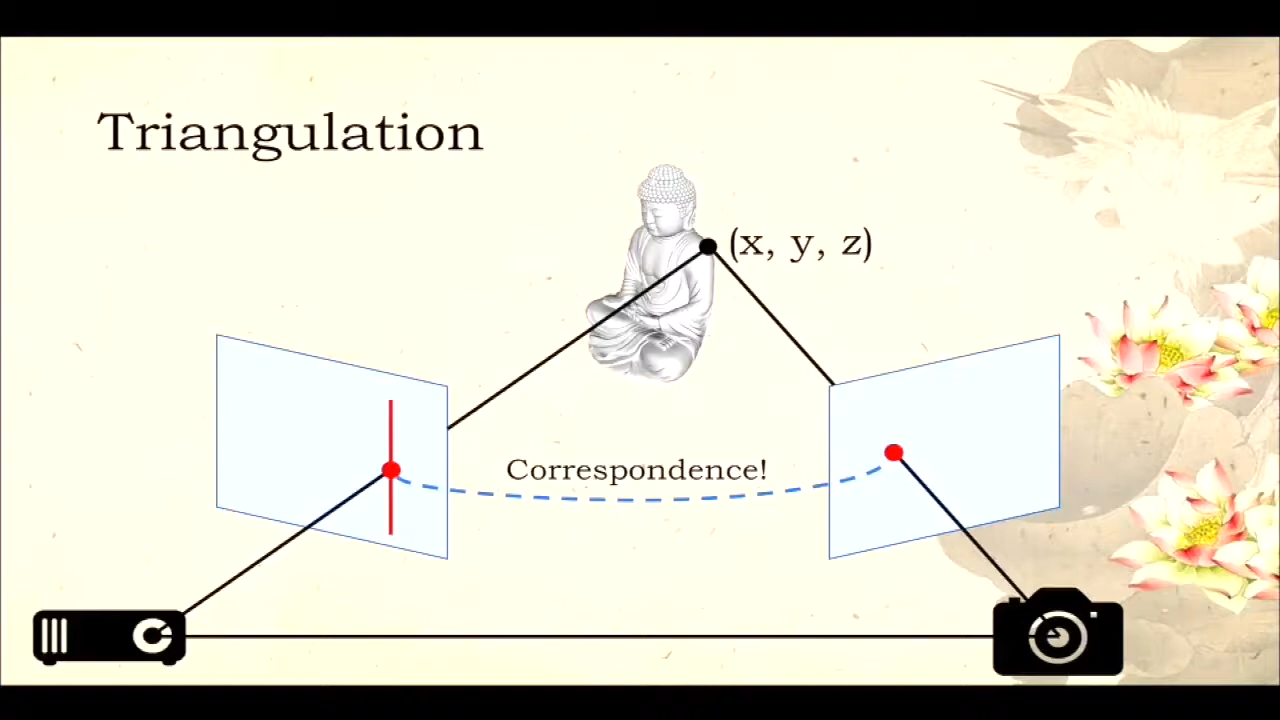 Triangulation
(x, y, z)
Correspondence!